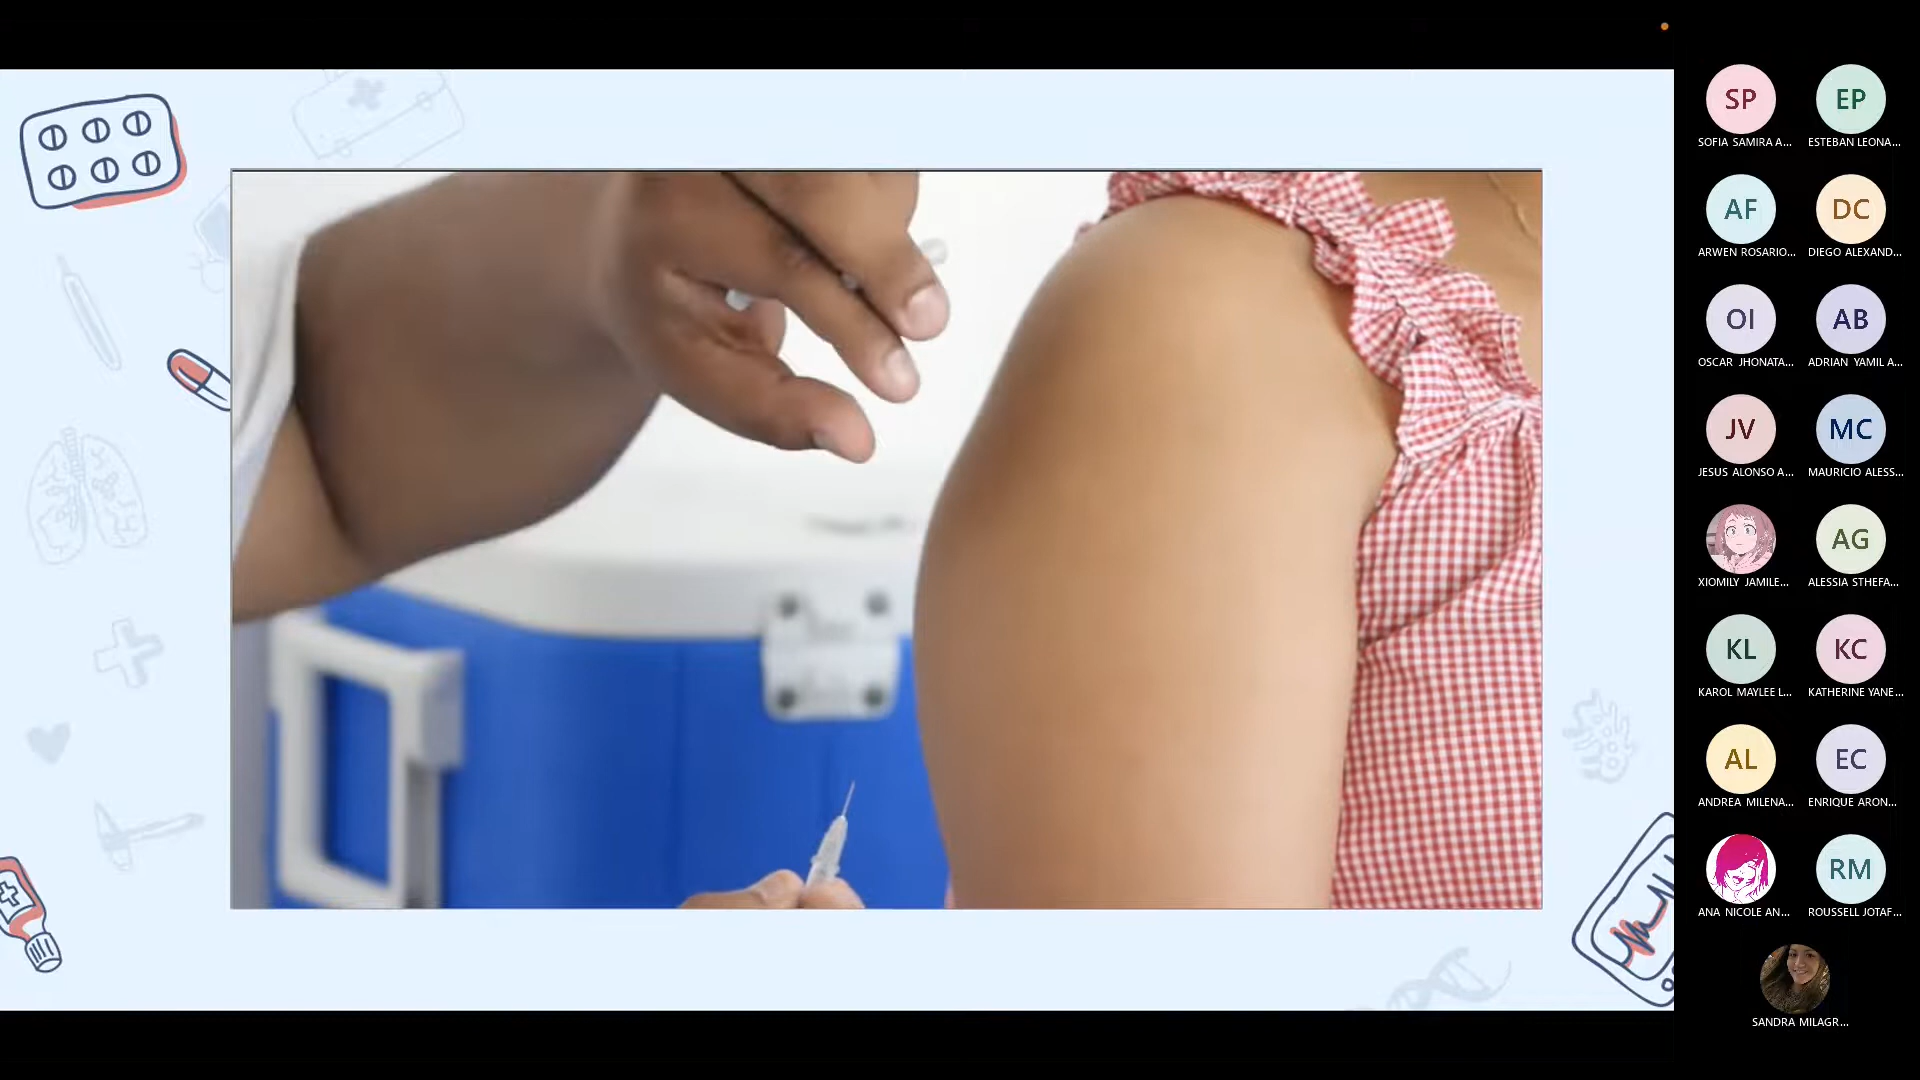 SP
EP
SOFIA SAMIRA A...
ESTEBAN LEONA...
AF
DC
ARWEN ROSARIO...
DIEGO ALEXAND...
OI
AB
OSCAR JHONATA...
ADRIAN YAMIL A...
JV
MC
JESUS ALONSO A...
MAURICIO ALESS...
AG
XIOMILY JAMILE...
ALESSIA STHEFA...
KL
KC
KAROL MAYLEE L...
KATHERINE YANE...
AL
EC
ANDREA MILENA...
ENRIQUE ARON...
RM
ANA NICOLE AN...
ROUSSELL JOTAF...
SANDRA MILAGR...